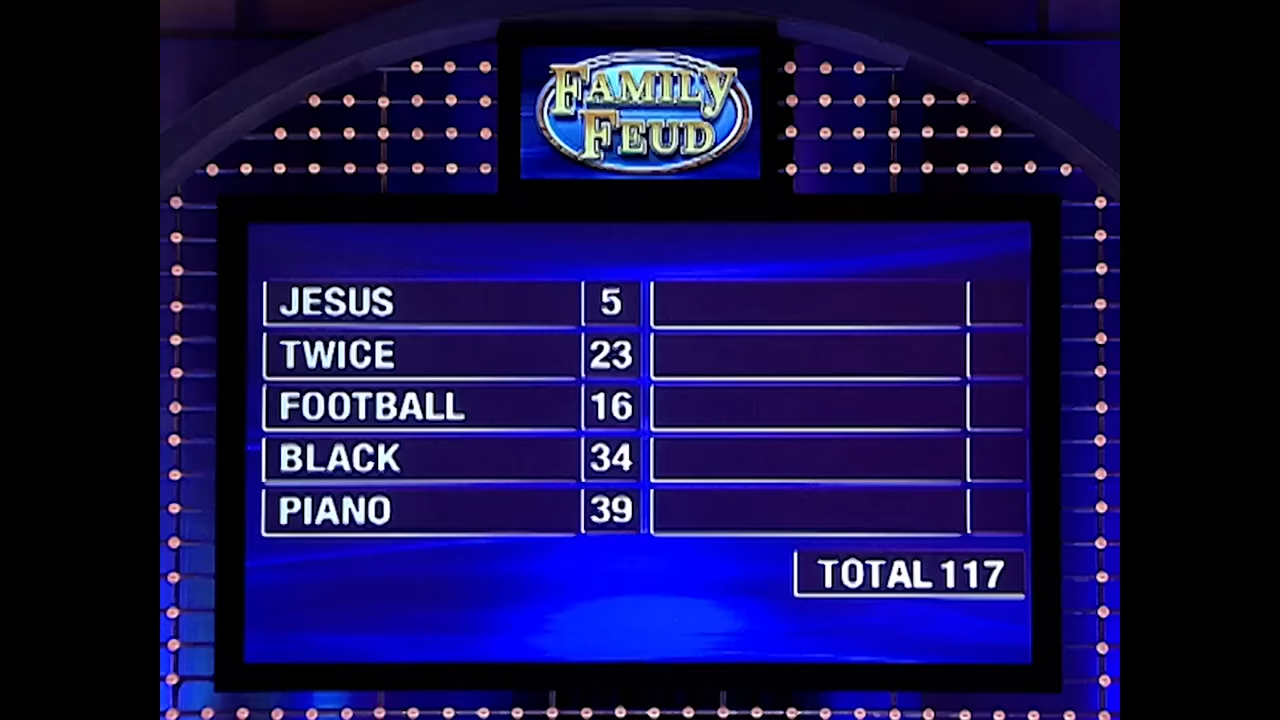 FAMILY
FEUD
JESUS 5
TWICE 23
FOOTBALL 16
BLACK 34
PIANO 39
TOTAL 117